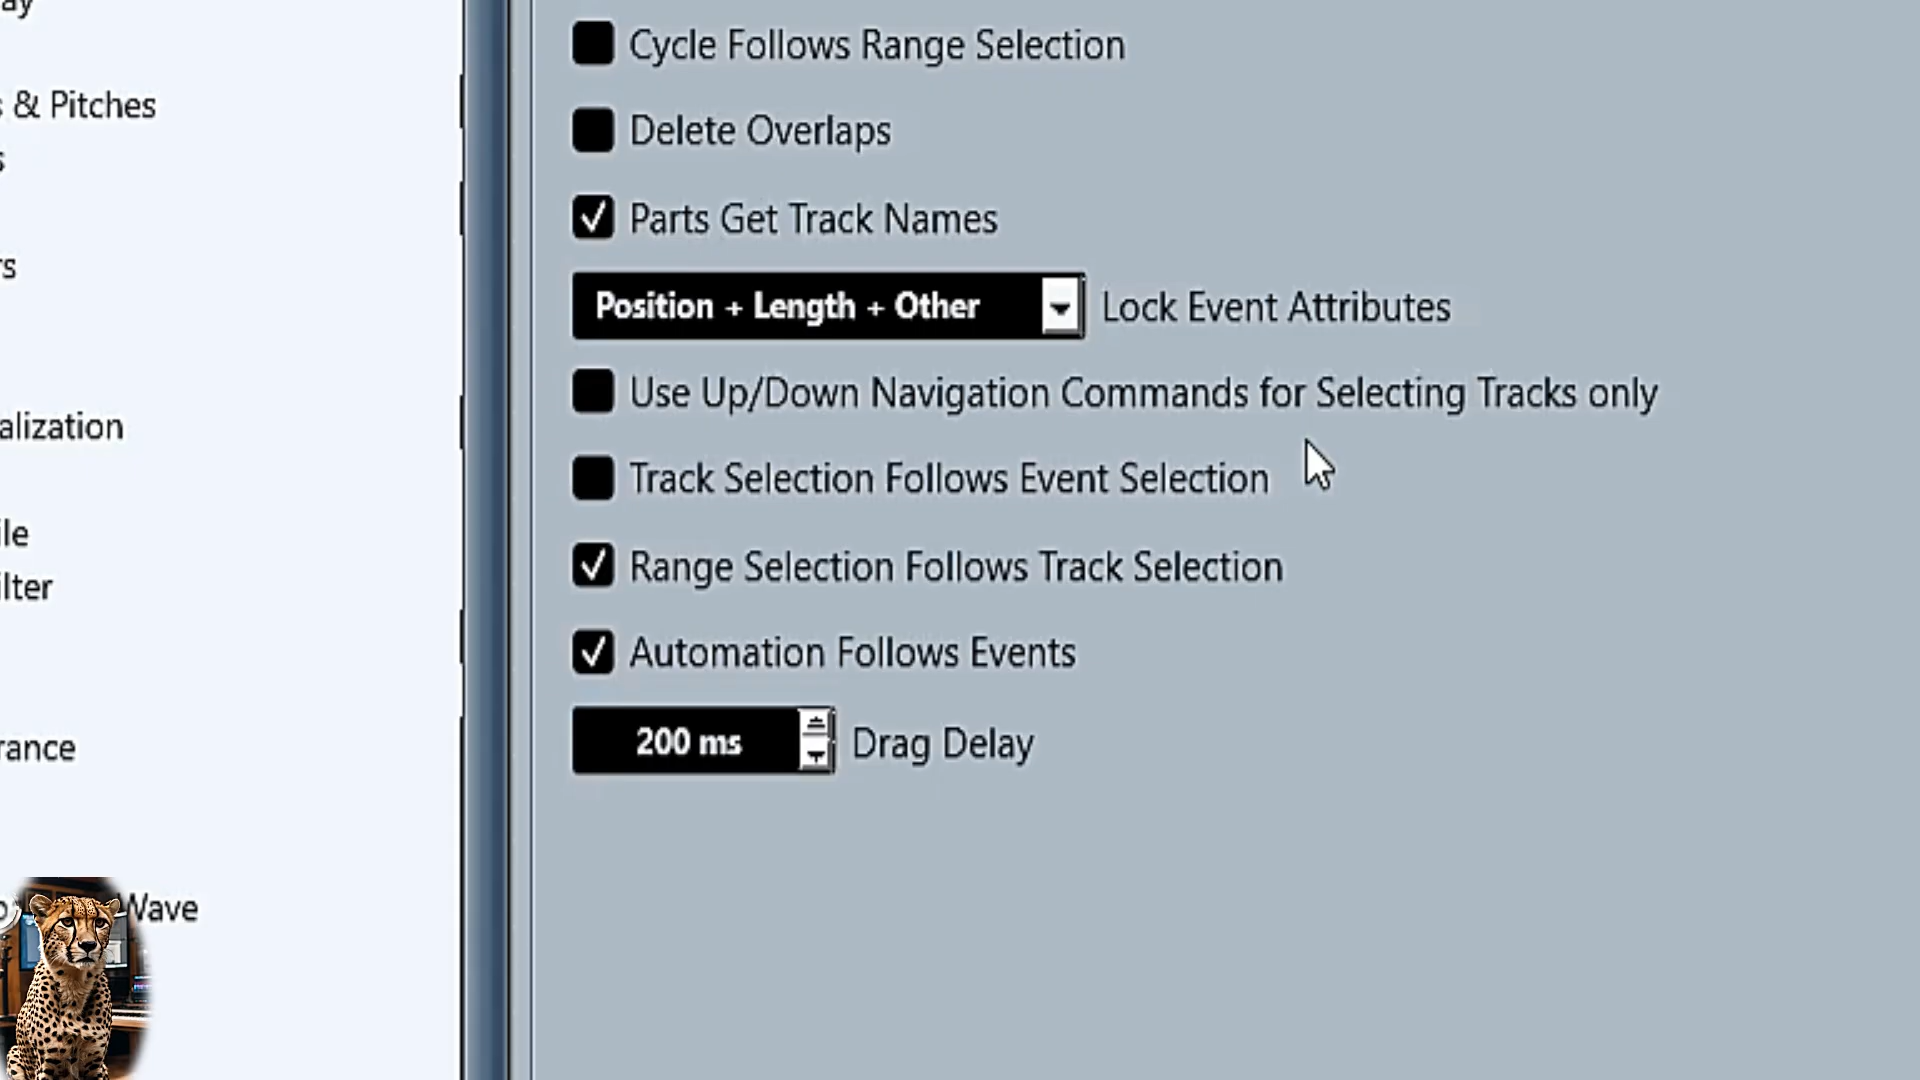 & Pitches
alization
rance
Wave
Cycle Follows Range Selection
Delete Overlaps
Parts Get Track Names
Position + Length + Other Lock Event Attributes
Use Up/Down Navigation Commands for Selecting Tracks only
Track Selection Follows Event Selection
Range Selection Follows Track Selection
Automation Follows Events
200 ms Drag Delay